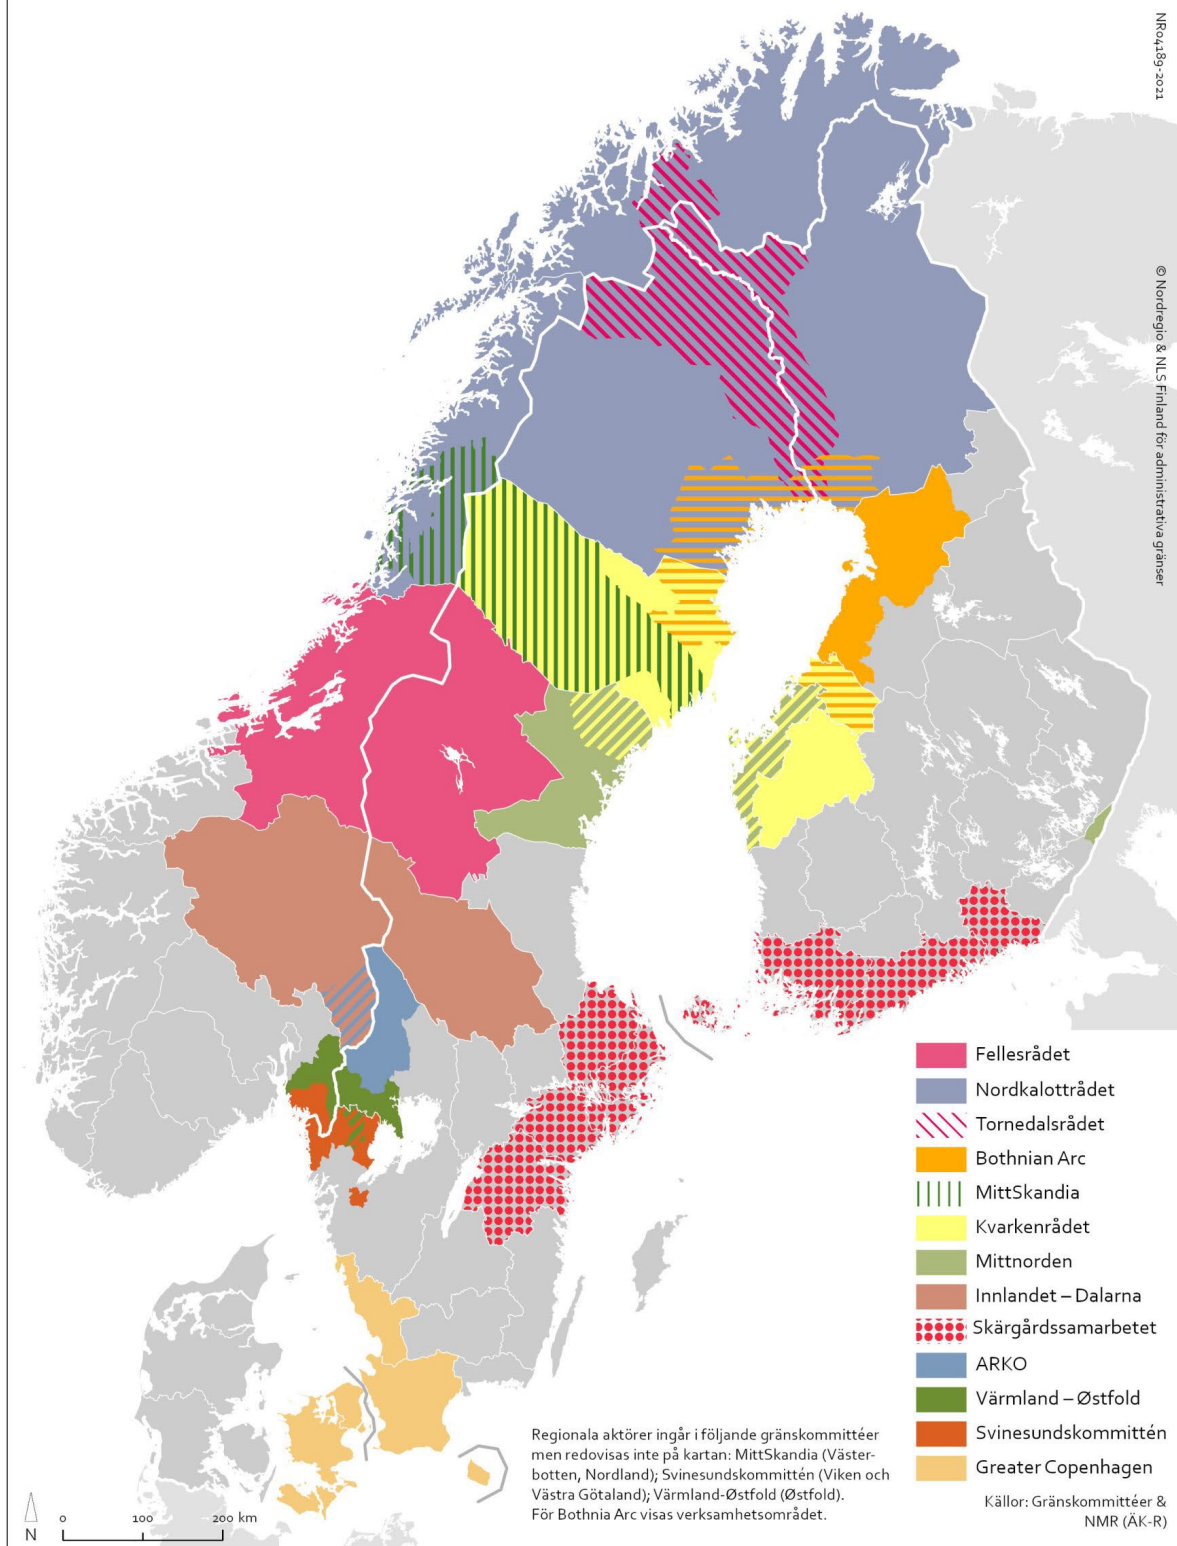 NR04189-2021
© Nordregio & NLS Finland för administrativa gränser
Fellesrådet
Nordkalottrådet
Tornedalsrådet
Bothnian Arc
MittSkandia
Kvarkenrådet
Mittnorden
Innlandet – Dalarna
Skärgårdssamarbetet
ARKO
Värmland – Østfold
Svinesundskommittén
Greater Copenhagen
Regionala aktörer ingår i följande gränskommittéer
men redovisas inte på kartan: MittSkandia (Väster-
botten, Nordland); Svinesundskommittén (Viken och
Västra Götaland); Värmland-Østfold (Østfold).
För Bothnia Arc visas verksamhetsområdet.
Källor: Gränskommittéer &
NMR (ÄK-R)
N
0 100 200 km